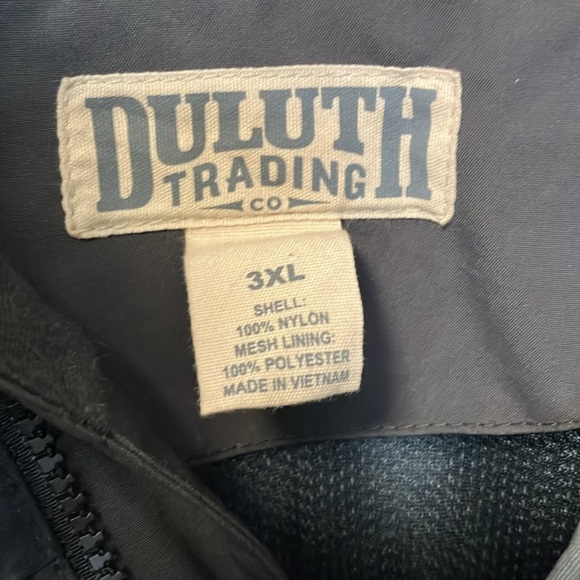 DULUTH
TRADING
CO
3XL
SHELL:
100% NYLON
MESH LINING:
100% POLYESTER
MADE IN VIETNAM